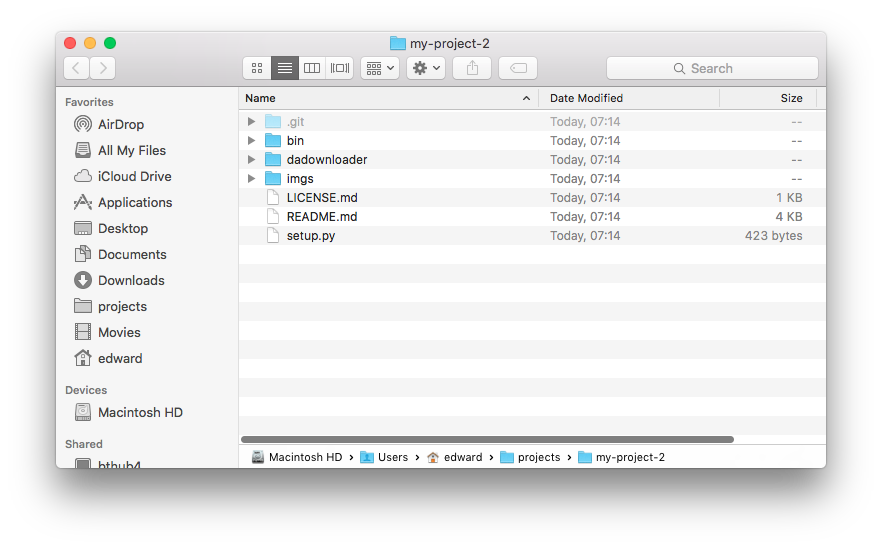 my-project-2
Search
Favorites
AirDrop
All My Files
iCloud Drive
Applications
Desktop
Documents
Downloads
projects
Movies
edward
Devices
Macintosh HD
Shared
bthub4
Name Date Modified Size
.git Today, 07:14 --
bin Today, 07:14 --
dadownloader Today, 07:14 --
imgs Today, 07:14 --
LICENSE.md Today, 07:14 1 KB
README.md Today, 07:14 4 KB
setup.py Today, 07:14 423 bytes
Macintosh HD › Users › edward › projects › my-project-2